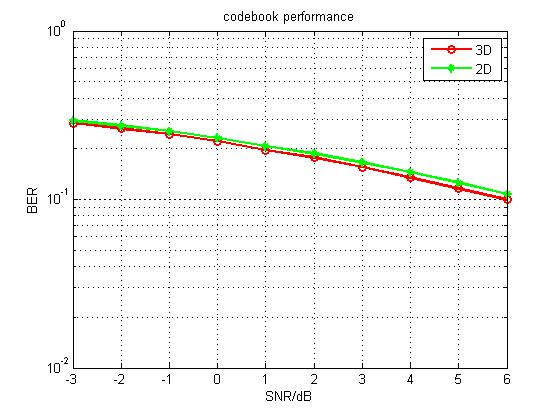 codebook performance
10^0
3D
2D
BER
10^-1
10^-2
-3 -2 -1 0 1 2 3 4 5 6
SNR/dB